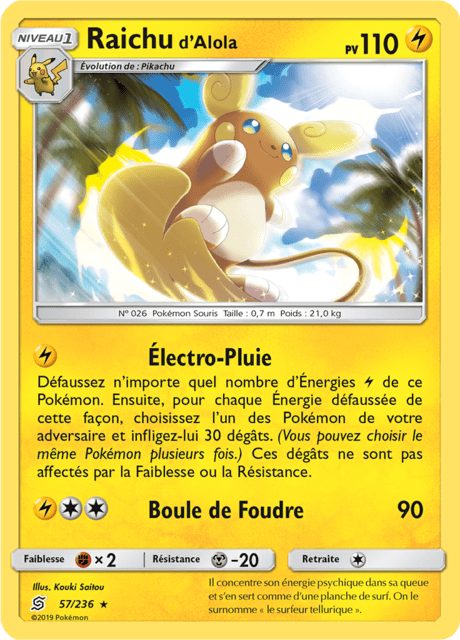 NIVEAU 1
Raichu d'Alola
PV 110
Évolution de : Pikachu
N° 026 Pokémon Souris Taille : 0,7 m Poids : 21,0 kg
Électro-Pluie
Défaussez n'importe quel nombre d'Énergies de ce
Pokémon. Ensuite, pour chaque Énergie défaussée de
cette façon, choisissez l'un des Pokémon de votre
adversaire et infligez-lui 30 dégâts. (Vous pouvez choisir le
même Pokémon plusieurs fois.) Ces dégâts ne sont pas
affectés par la Faiblesse ou la Résistance.
Boule de Foudre 90
Faiblesse ×2 Résistance -20 Retraite
Illus. Kouki Saitou
57/236 ★
©2019 Pokémon
Il concentre son énergie psychique dans sa queue
et s'en sert comme d'une planche de surf. On le
surnomme « le surfeur tellurique ».